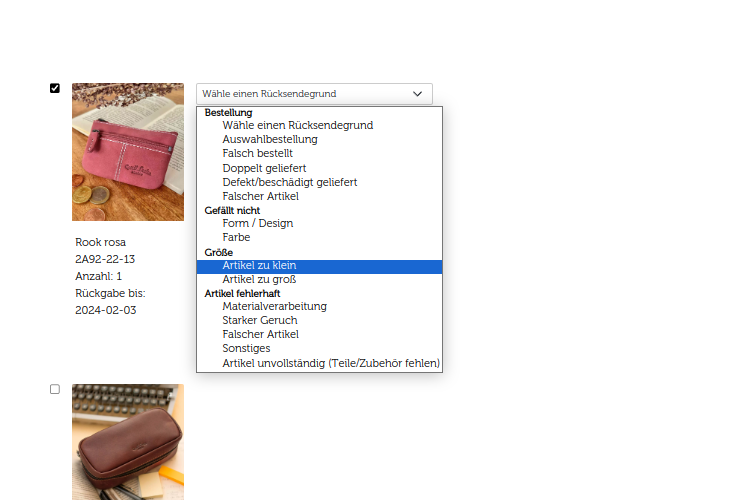 Wähle einen Rücksendegrund
Bestellung
Wähle einen Rücksendegrund
Auswahlbestellung
Falsch bestellt
Doppelt geliefert
Defekt/beschädigt geliefert
Falscher Artikel
Gefällt nicht
Form / Design
Farbe
Größe
Artikel zu klein
Artikel zu groß
Artikel fehlerhaft
Materialverarbeitung
Starker Geruch
Falscher Artikel
Sonstiges
Artikel unvollständig (Teile/Zubehör fehlen)
Rook rosa
2A92-22-13
Anzahl: 1
Rückgabe bis:
2024-02-03